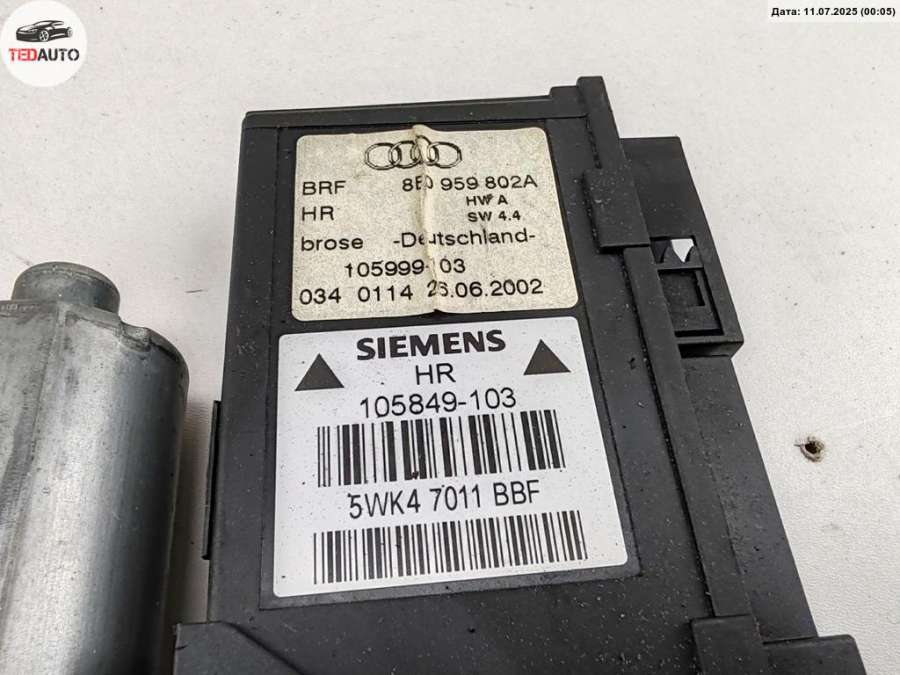 TEDAUTO
Дата: 11.07.2025 (00:05)
BRF 8E0 959 802A
HR HW A
SW 4.4
brose -Deutschland-
105999-103
034 0114 26.06.2002
SIEMENS
HR
105849-103
5WK4 7011 BBF